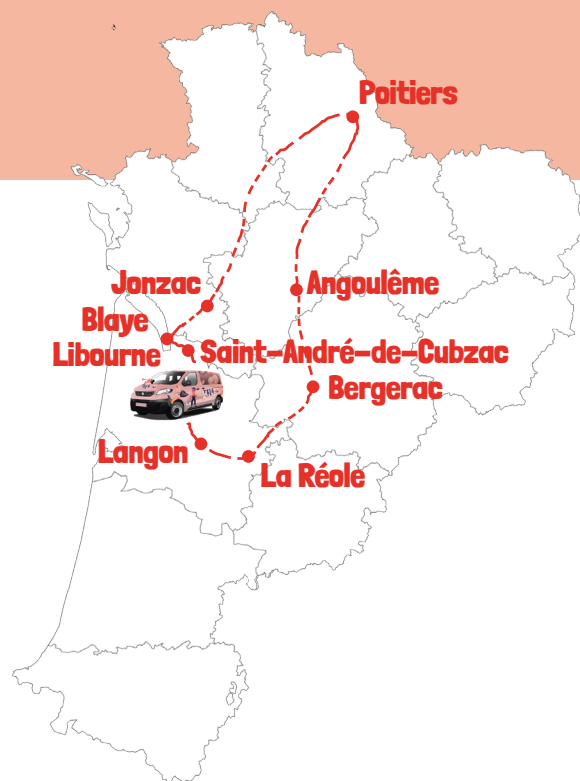 Poitiers
Jonzac
Angoulême
Blaye
Libourne
Saint-André-de-Cubzac
Bergerac
Langon
La Réole